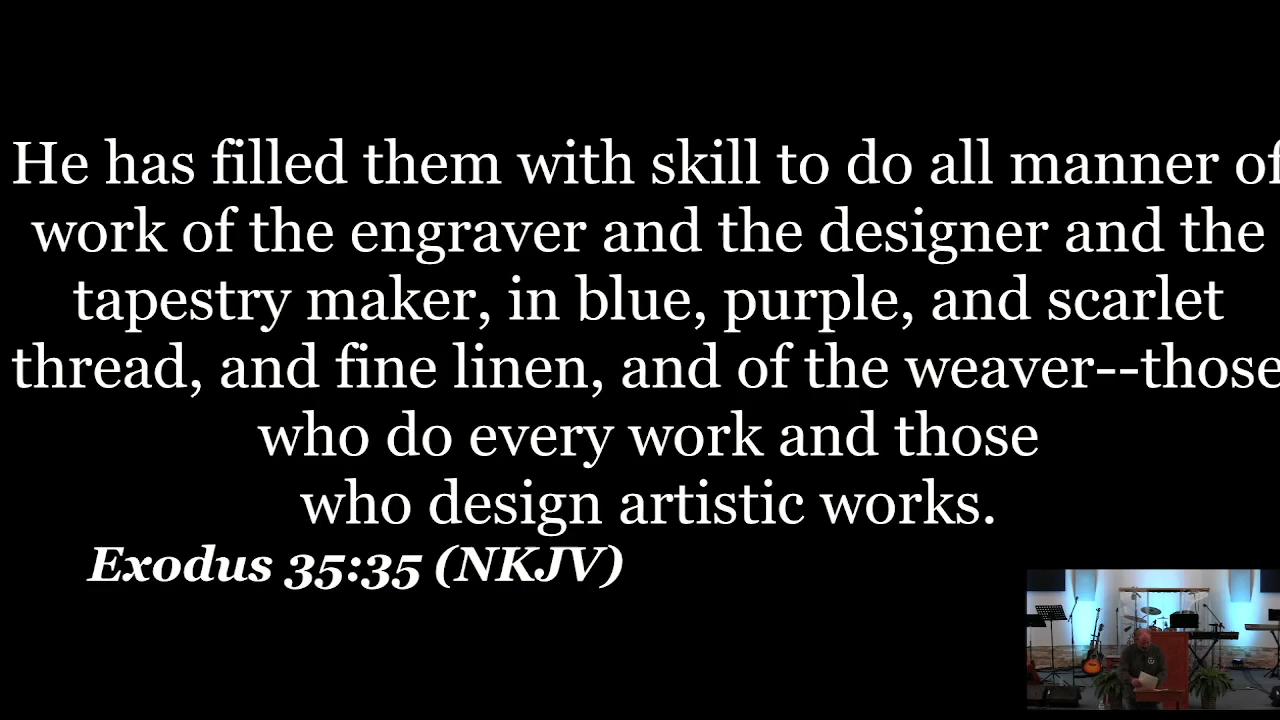 He has filled them with skill to do all manner of
work of the engraver and the designer and the
tapestry maker, in blue, purple, and scarlet
thread, and fine linen, and of the weaver--those
who do every work and those
who design artistic works.
Exodus 35:35 (NKJV)